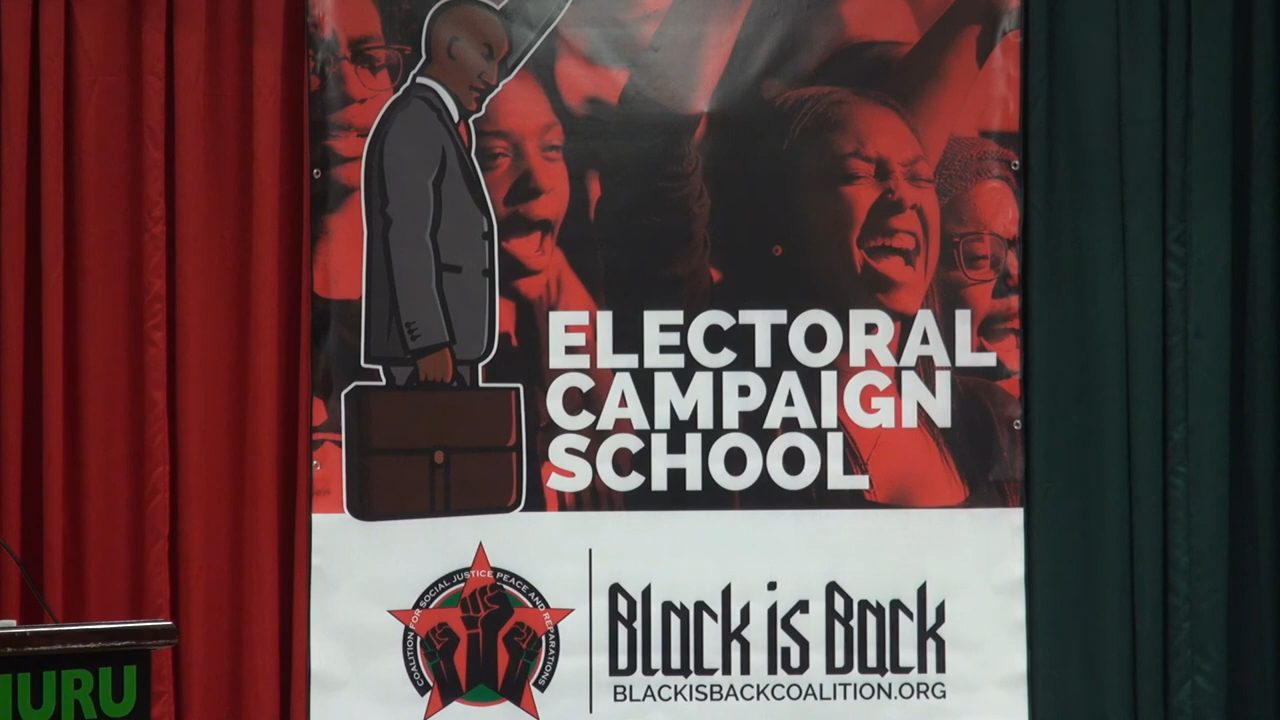 ELECTORAL
CAMPAIGN
SCHOOL
COALITION FOR SOCIAL JUSTICE PEACE AND REPARATIONS
Black is Back
BLACKISBACKCOALITION.ORG
HURU